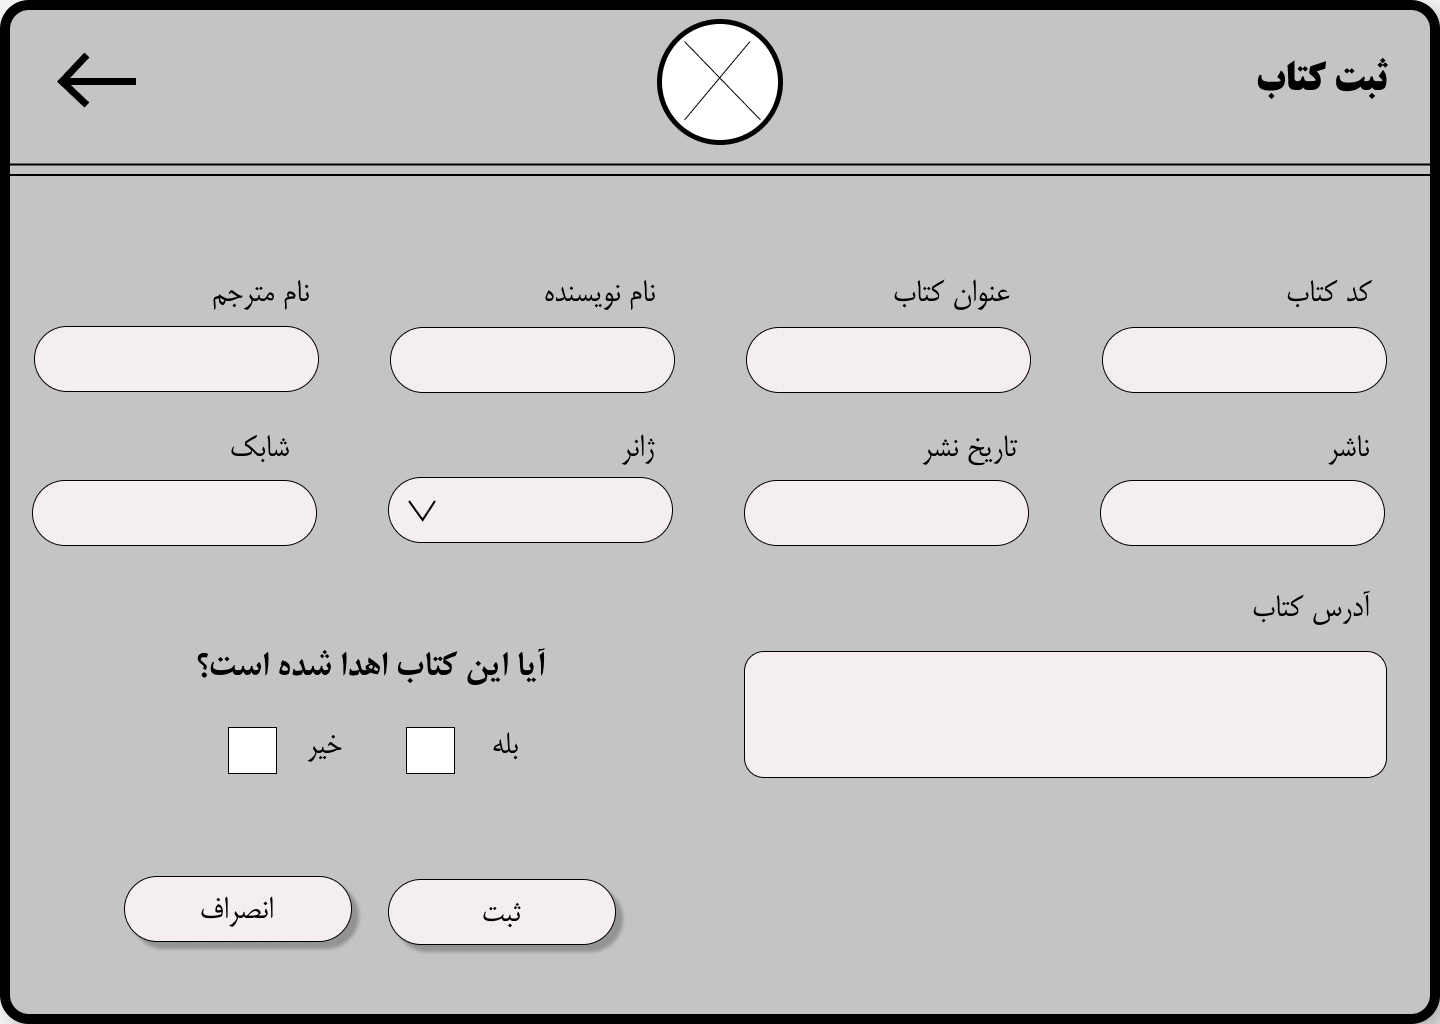 ثبت کتاب
کد کتاب
عنوان کتاب
نام نویسنده
نام مترجم
ناشر
تاریخ نشر
ژانر
شابک
آدرس کتاب
آیا این کتاب اهدا شده است؟
بله
خیر
ثبت
انصراف